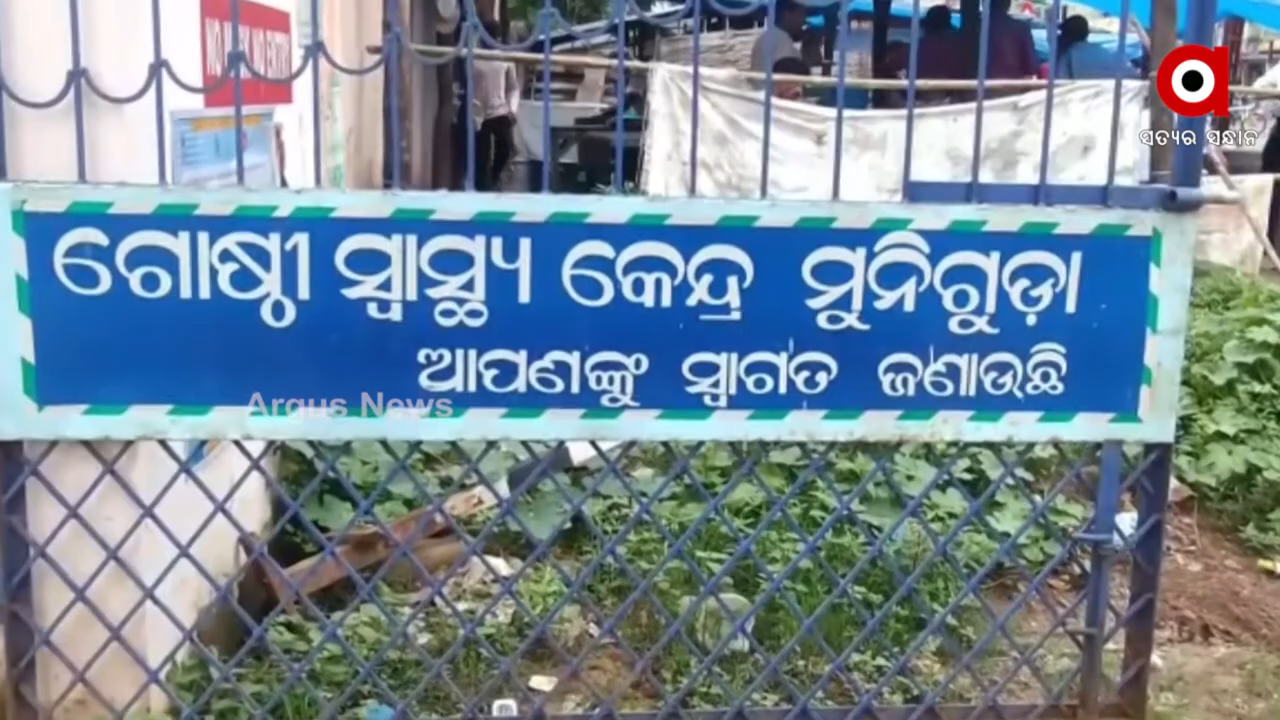 ସତ୍ୟର ସନ୍ଧାନ
ଗୋଷ୍ଠୀ ସ୍ୱାସ୍ଥ୍ୟ କେନ୍ଦ୍ର ମୁନିଗୁଡ଼ା
ଆପଣଙ୍କୁ ସ୍ୱାଗତ ଜଣାଉଛି
Argus News